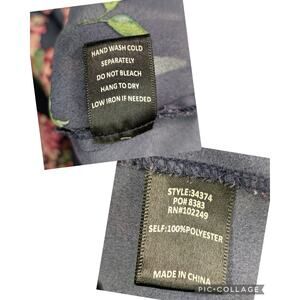 HAND WASH COLD
SEPARATELY
DO NOT BLEACH
HANG TO DRY
LOW IRON IF NEEDED
STYLE:34374
PO# 8383
RN#102249
SELF:100%POLYESTER
MADE IN CHINA
PIC•COLLAGE